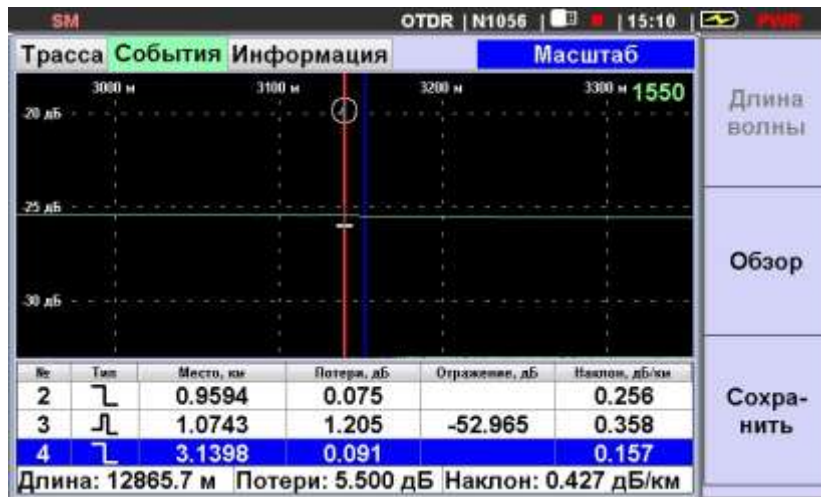 SM OTDR | N1056 | | 15:10 | PWR
Трасса События Информация Масштаб
3000 м 3100 м 3200 м 3300 м 1550
-20 дБ
4
-25 дБ
-30 дБ
№ Тип Место, км Потери, дБ Отражение, дБ Наклон, дБ/км
2 0.9594 0.075 0.256
3 1.0743 1.205 -52.965 0.358
4 3.1398 0.091 0.157
Длина: 12865.7 м Потери: 5.500 дБ Наклон: 0.427 дБ/км
Длина
волны
Обзор
Сохра-
нить